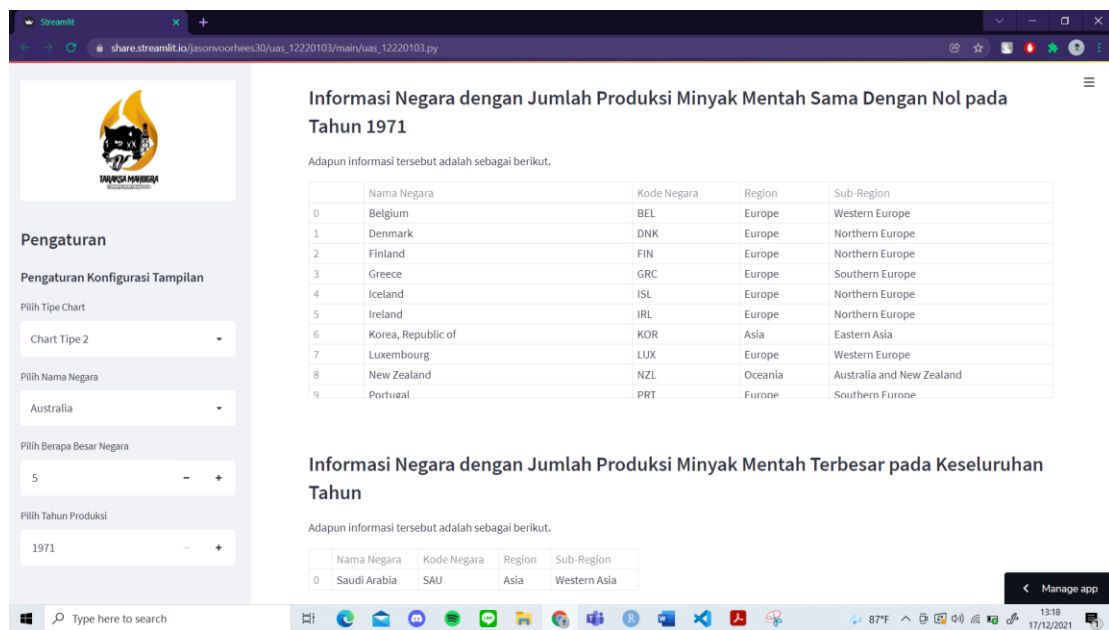 Streamlit
share.streamlit.io/jasonvoorhees30/uas_12220103/main/uas_12220103.py
TARAKSA MAHOGRA
Pengaturan
Pengaturan Konfigurasi Tampilan
Pilih Tipe Chart
Chart Tipe 2
Pilih Nama Negara
Australia
Pilih Berapa Besar Negara
5 - +
Pilih Tahun Produksi
1971 - +
Informasi Negara dengan Jumlah Produksi Minyak Mentah Sama Dengan Nol pada
Tahun 1971
Adapun informasi tersebut adalah sebagai berikut.
Nama Negara Kode Negara Region Sub-Region
0 Belgium BEL Europe Western Europe
1 Denmark DNK Europe Northern Europe
2 Finland FIN Europe Northern Europe
3 Greece GRC Europe Southern Europe
4 Iceland ISL Europe Northern Europe
5 Ireland IRL Europe Northern Europe
6 Korea, Republic of KOR Asia Eastern Asia
7 Luxembourg LUX Europe Western Europe
8 New Zealand NZL Oceania Australia and New Zealand
9 Portugal PRT Europe Southern Europe
Informasi Negara dengan Jumlah Produksi Minyak Mentah Terbesar pada Keseluruhan
Tahun
Adapun informasi tersebut adalah sebagai berikut.
Nama Negara Kode Negara Region Sub-Region
0 Saudi Arabia SAU Asia Western Asia
Manage app
Type here to search
87°F
13:18
17/12/2021